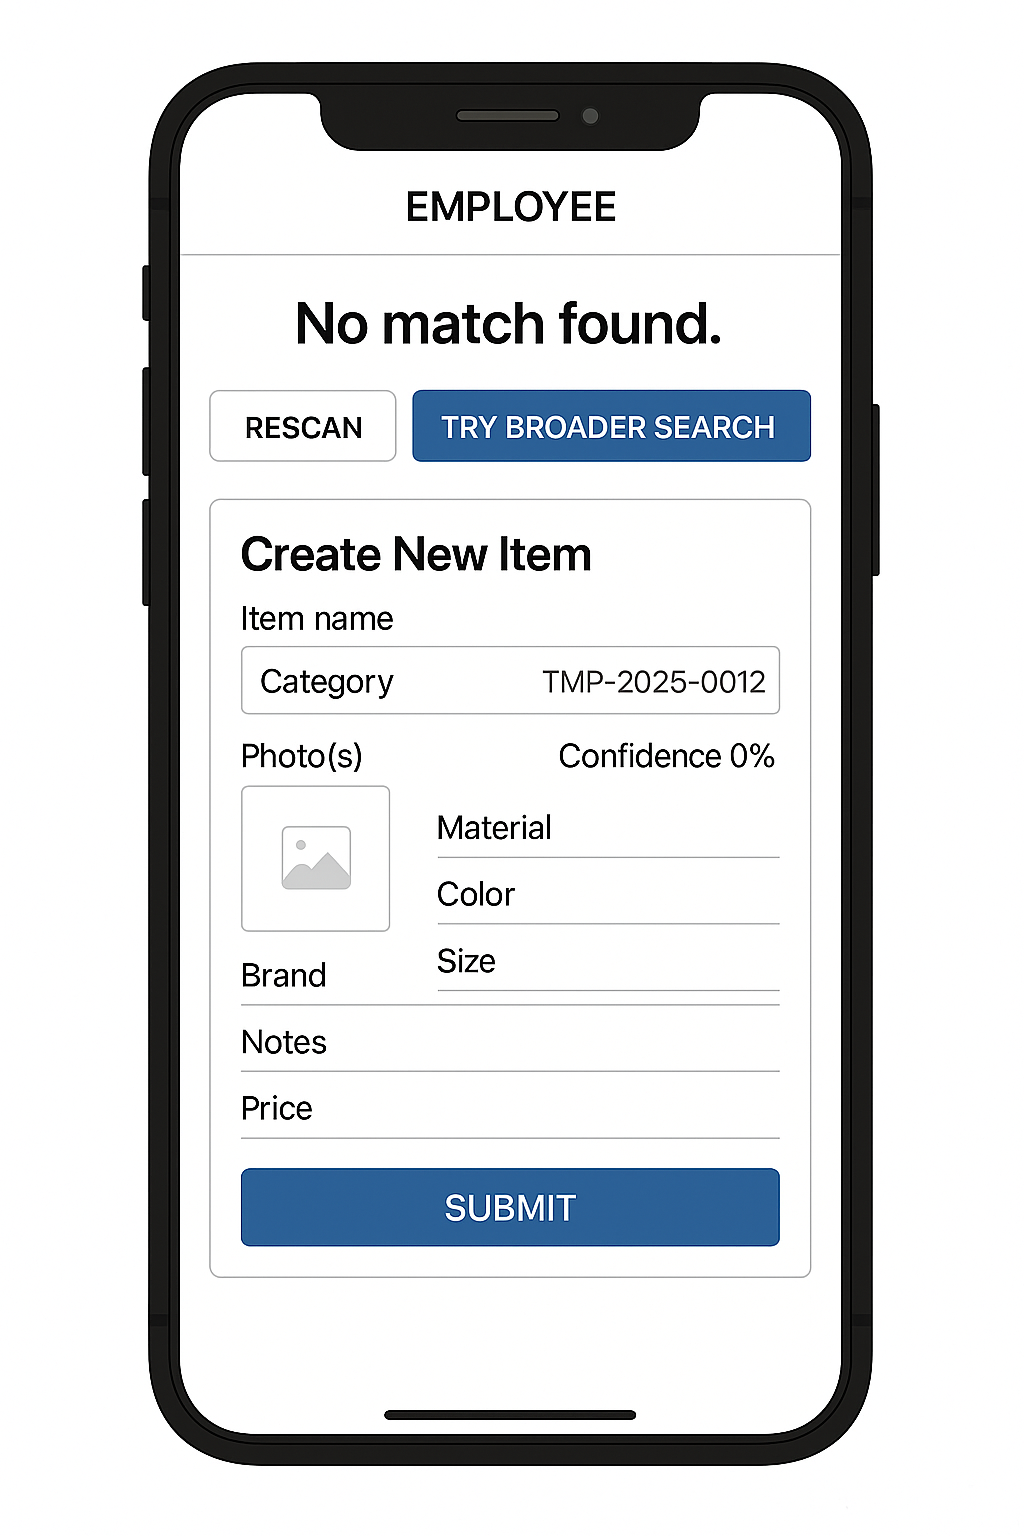 EMPLOYEE
No match found.
RESCAN
TRY BROADER SEARCH
Create New Item
Item name
Category TMP-2025-0012
Photo(s) Confidence 0%
Material
Color
Size
Brand
Notes
Price
SUBMIT